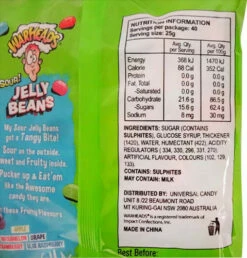 WARHEADS
SOUR!
JELLY
BEANS
My Sour Jelly Beans
got a Tangy Bite!
Sour on the outside,
sweet and Fruity inside.
Pucker up & Eat'em
like the Awesome
candy they are.
these Fruity Flavours
WATERMELON GRAPE
BLUE RASPBERRY
NUTRITION INFORMATION
Servings per package: 40
Serving size: 25g
Avg. Qty per Serving Avg. Qty per 100g
Energy 368 kJ 1470 kJ
Calorie 88 Cal 352 Cal
Protein 0.0 g 0.0 g
Fat, Total 0.0 g 0.0 g
-Saturated 0.0 g 0.0 g
Carbohydrate 21.6 g 86.5 g
-Sugars 15.6 g 62.4 g
Sodium 8 mg 30 mg
INGREDIENTS: SUGAR (CONTAINS
SULPHITES), GLUCOSE SYRUP, THICKENER
(1420), WATER, HUMECTANT (422), ACIDITY
REGULATORS (334, 330, 296, 331, 270),
ARTIFICIAL FLAVOUR, COLOURS (102, 129,
133).
CONTAINS: SULPHITES
MAY CONTAIN: MILK
DISTRIBUTED BY: UNIVERSAL CANDY
UNIT 8/22 BEAUMONT ROAD
MT KURING-GAI NSW 2080 AUSTRALIA
WARHEADS® is a registered trademark of
Impact Confections, Inc.
MADE IN CHINA
Best Before: